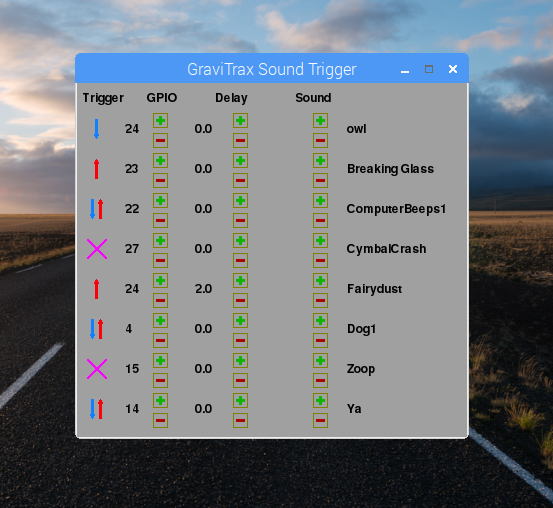 GraviTrax Sound Trigger
Trigger GPIO Delay Sound
24 0.0 owl
23 0.0 Breaking Glass
22 0.0 ComputerBeeps1
27 0.0 CymbalCrash
24 2.0 Fairydust
4 0.0 Dog1
15 0.0 Zoop
14 0.0 Ya